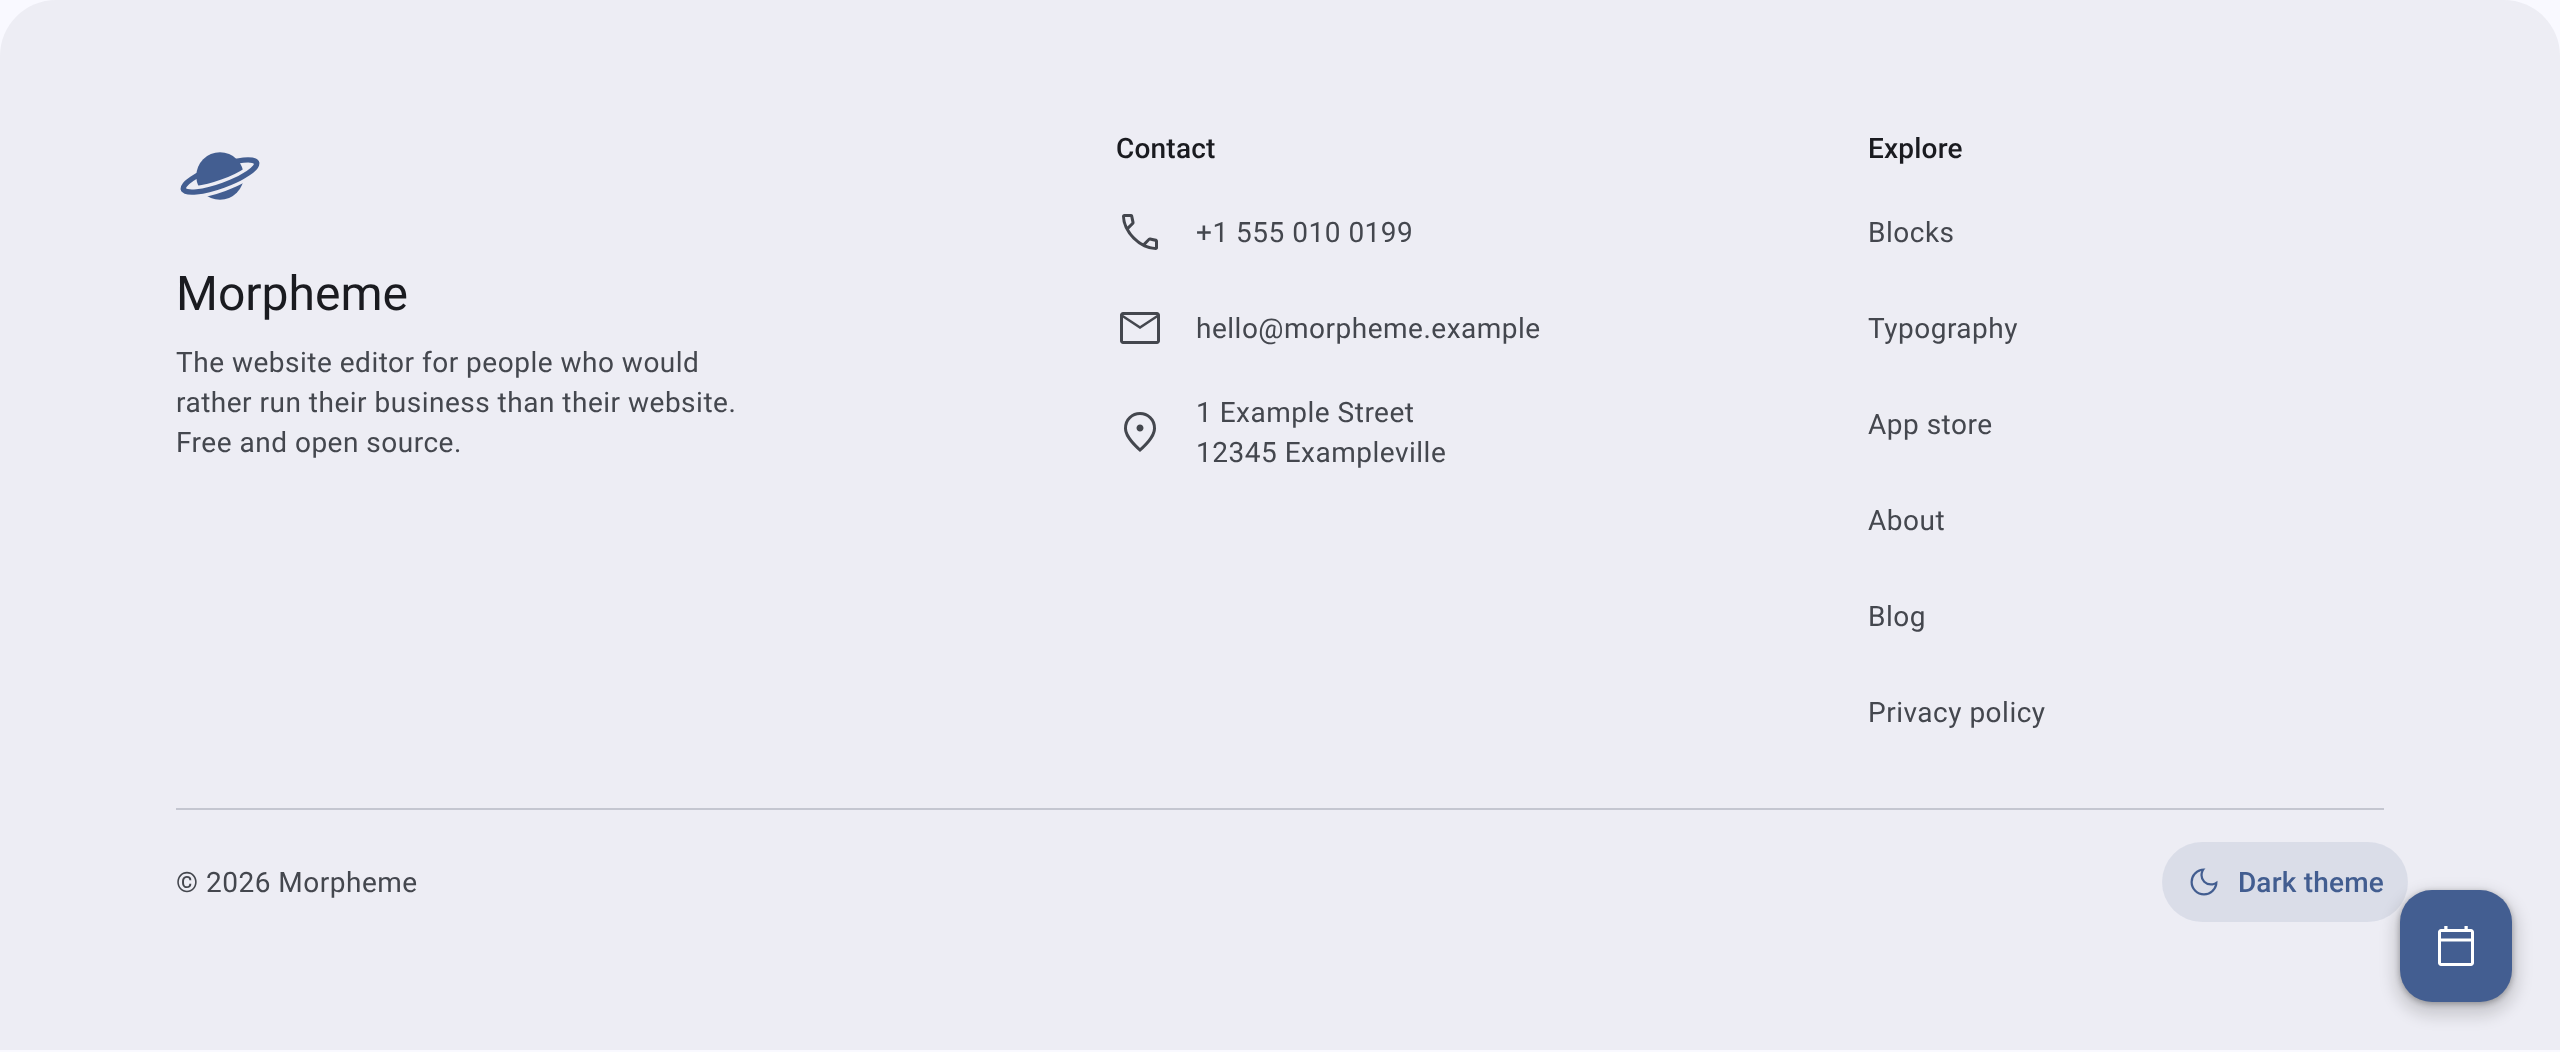 Morpheme
The website editor for people who would
rather run their business than their website.
Free and open source.
Contact
+1 555 010 0199
hello@morpheme.example
1 Example Street
12345 Exampleville
Explore
Blocks
Typography
App store
About
Blog
Privacy policy
© 2026 Morpheme
Dark theme